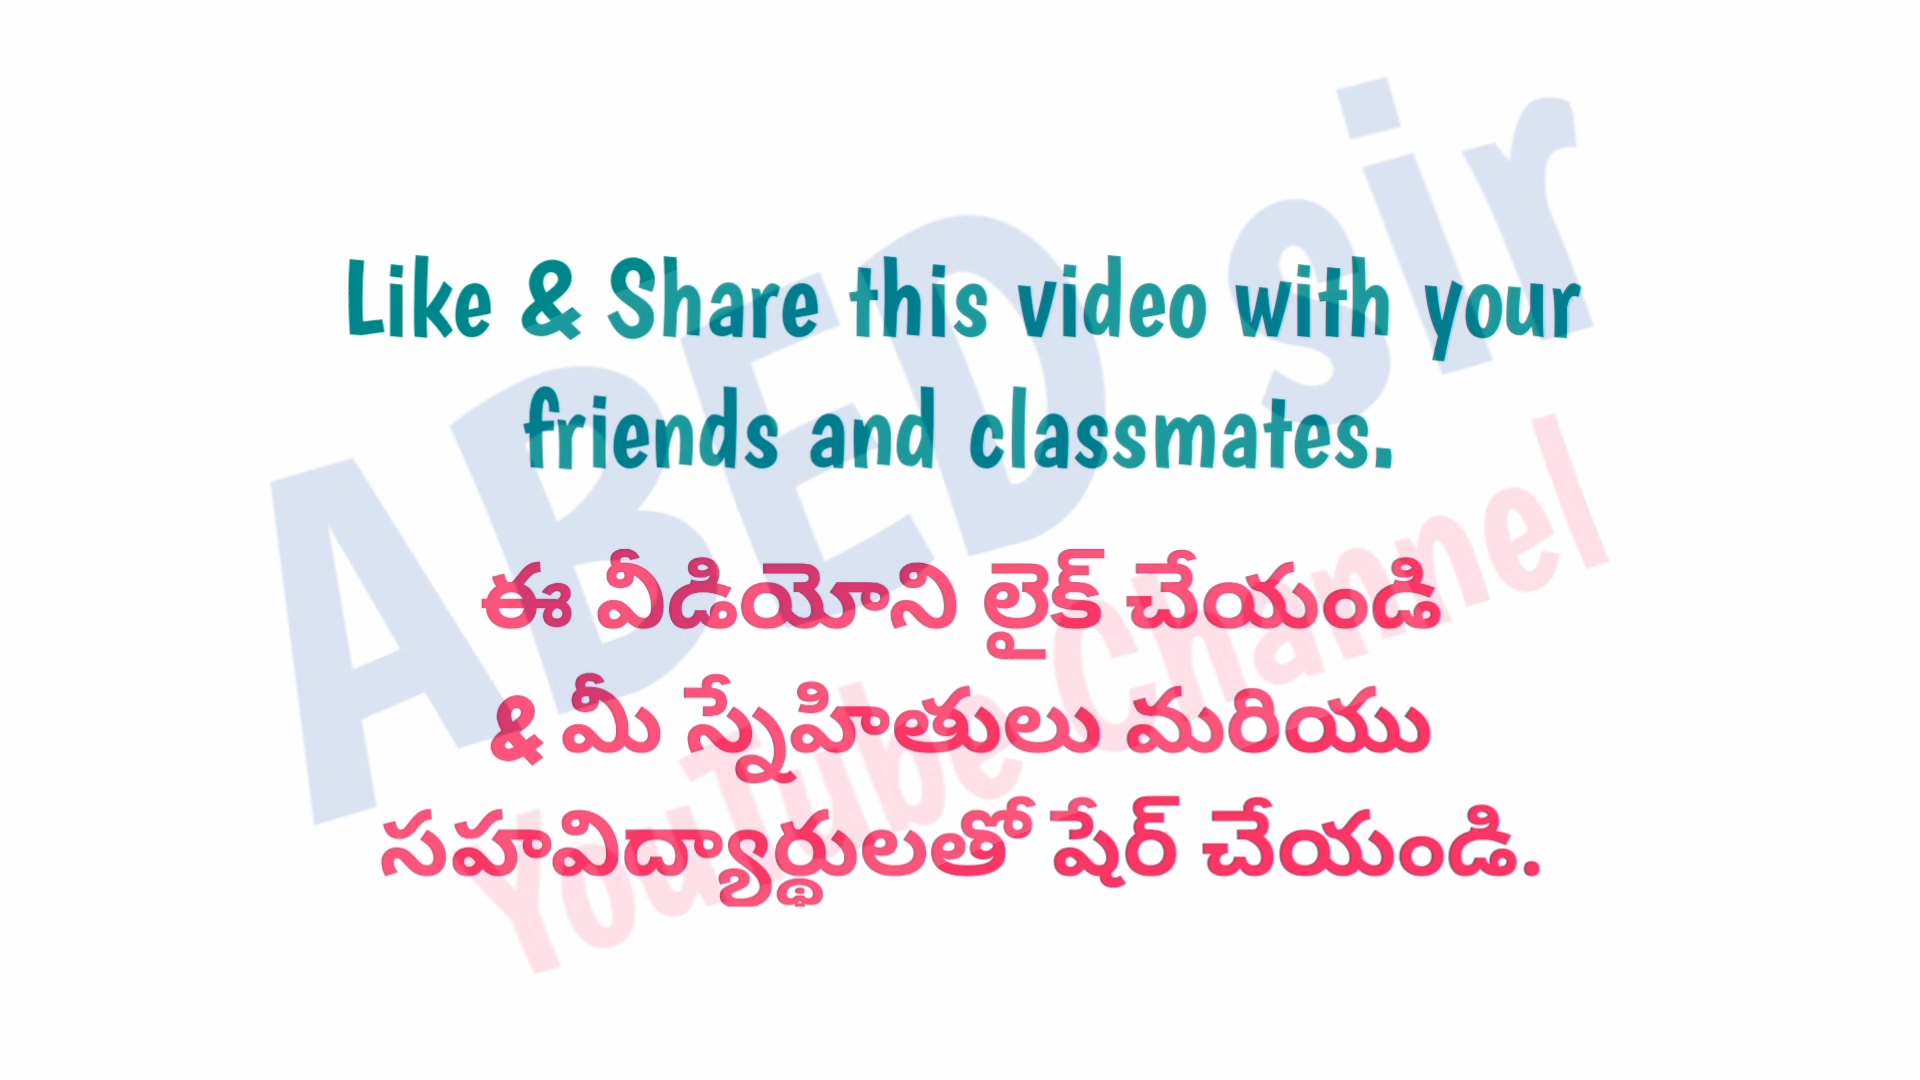 Like & Share this video with your
friends and classmates.
ఈ వీడియోని లైక్ చేయండి
& మీ స్నేహితులు మరియు
సహవిద్యార్థులతో షేర్ చేయండి.
ABED sir
YouTube Channel